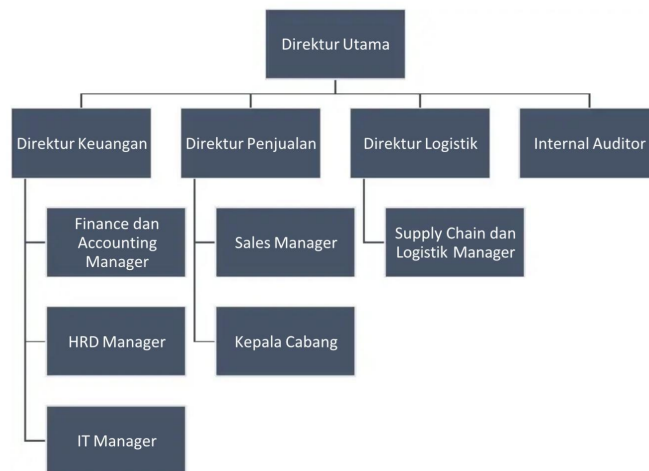 Direktur Utama
Direktur Keuangan
Direktur Penjualan
Direktur Logistik
Internal Auditor
Finance dan
Accounting
Manager
Sales Manager
Supply Chain dan
Logistik Manager
HRD Manager
Kepala Cabang
IT Manager